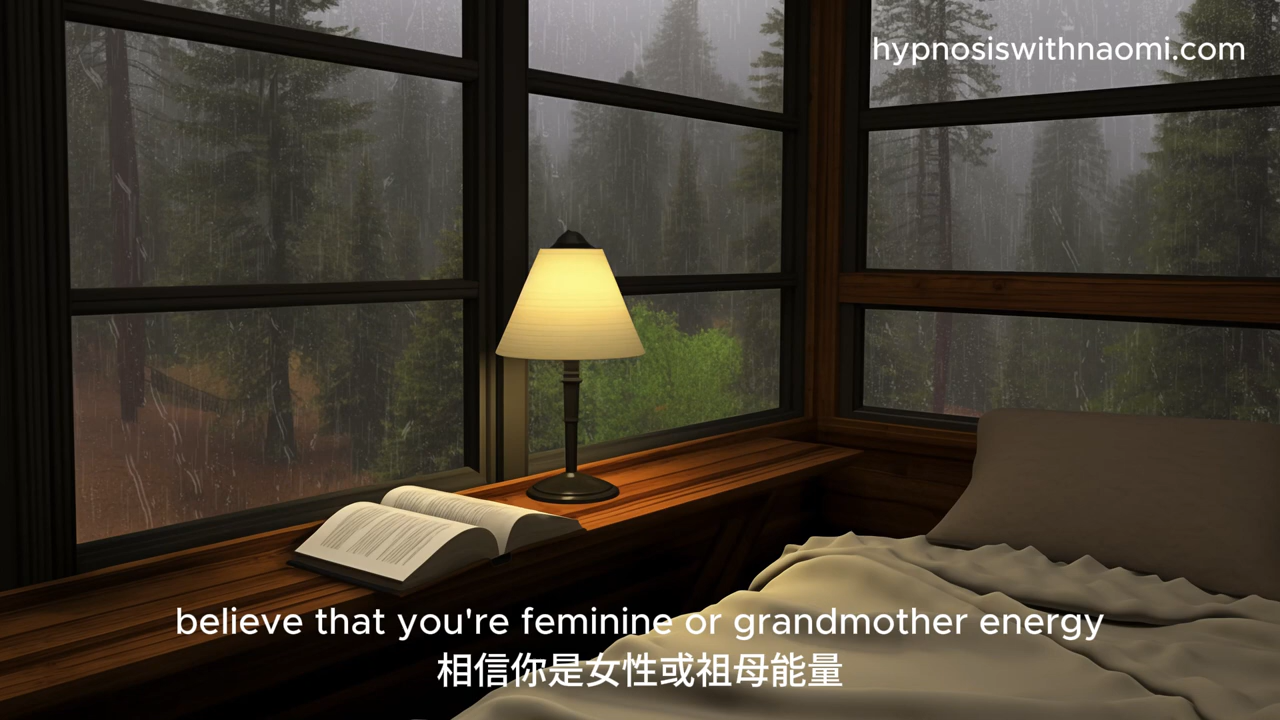 hypnosiswithnaomi.com
believe that you're feminine or grandmother energy
相信你是女性或祖母能量